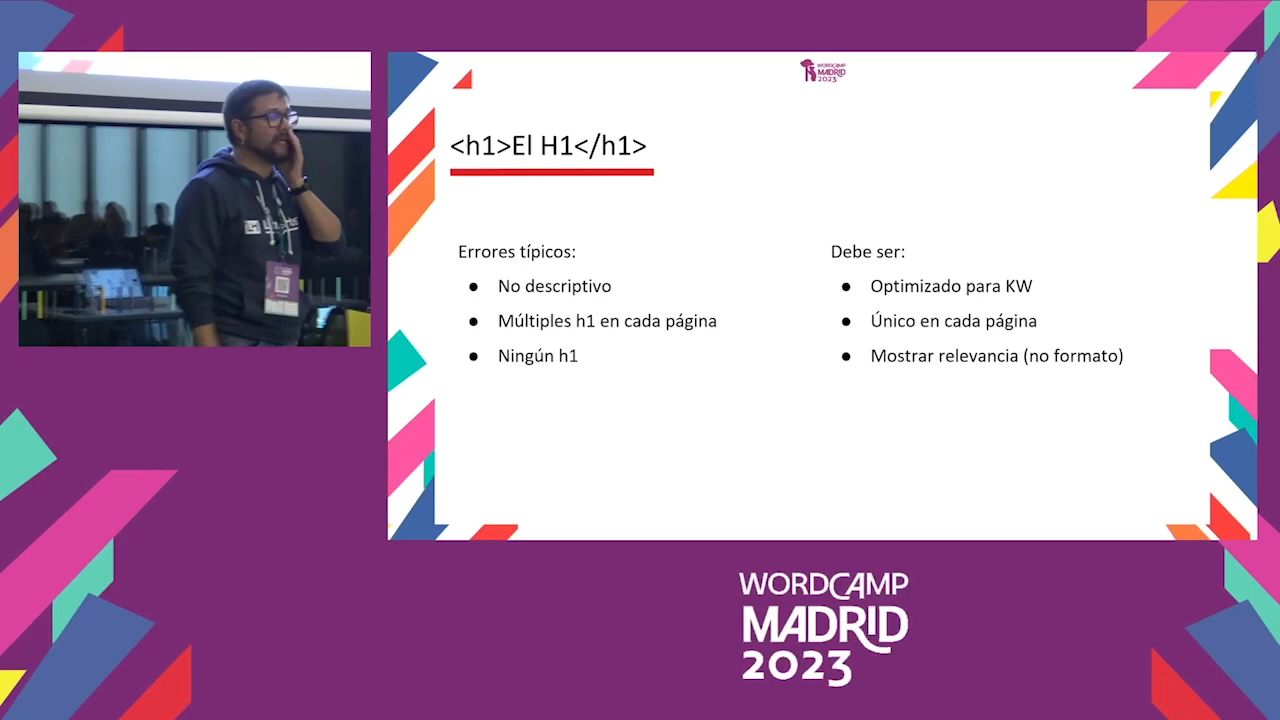 WORDCAMP
MADRID
2023
<h1>El H1</h1>
Errores típicos:
● No descriptivo
● Múltiples h1 en cada página
● Ningún h1
Debe ser:
● Optimizado para KW
● Único en cada página
● Mostrar relevancia (no formato)
WORDCAMP
MADRID
2023